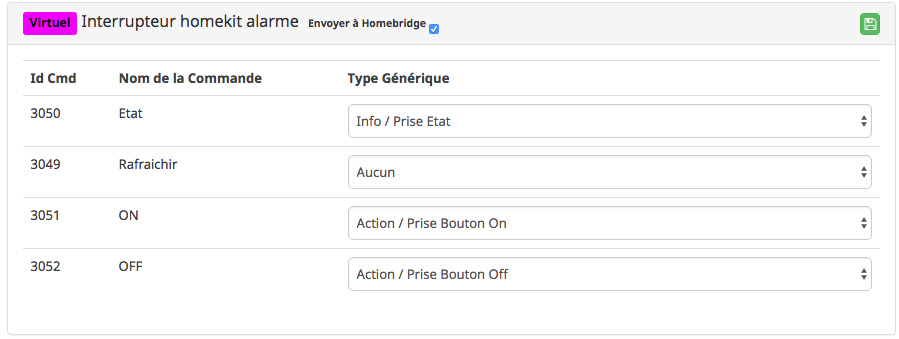 Virtuel Interrupteur homekit alarme Envoyer à Homebridge
Id Cmd Nom de la Commande Type Générique
3050 Etat Info / Prise Etat
3049 Rafraichir Aucun
3051 ON Action / Prise Bouton On
3052 OFF Action / Prise Bouton Off